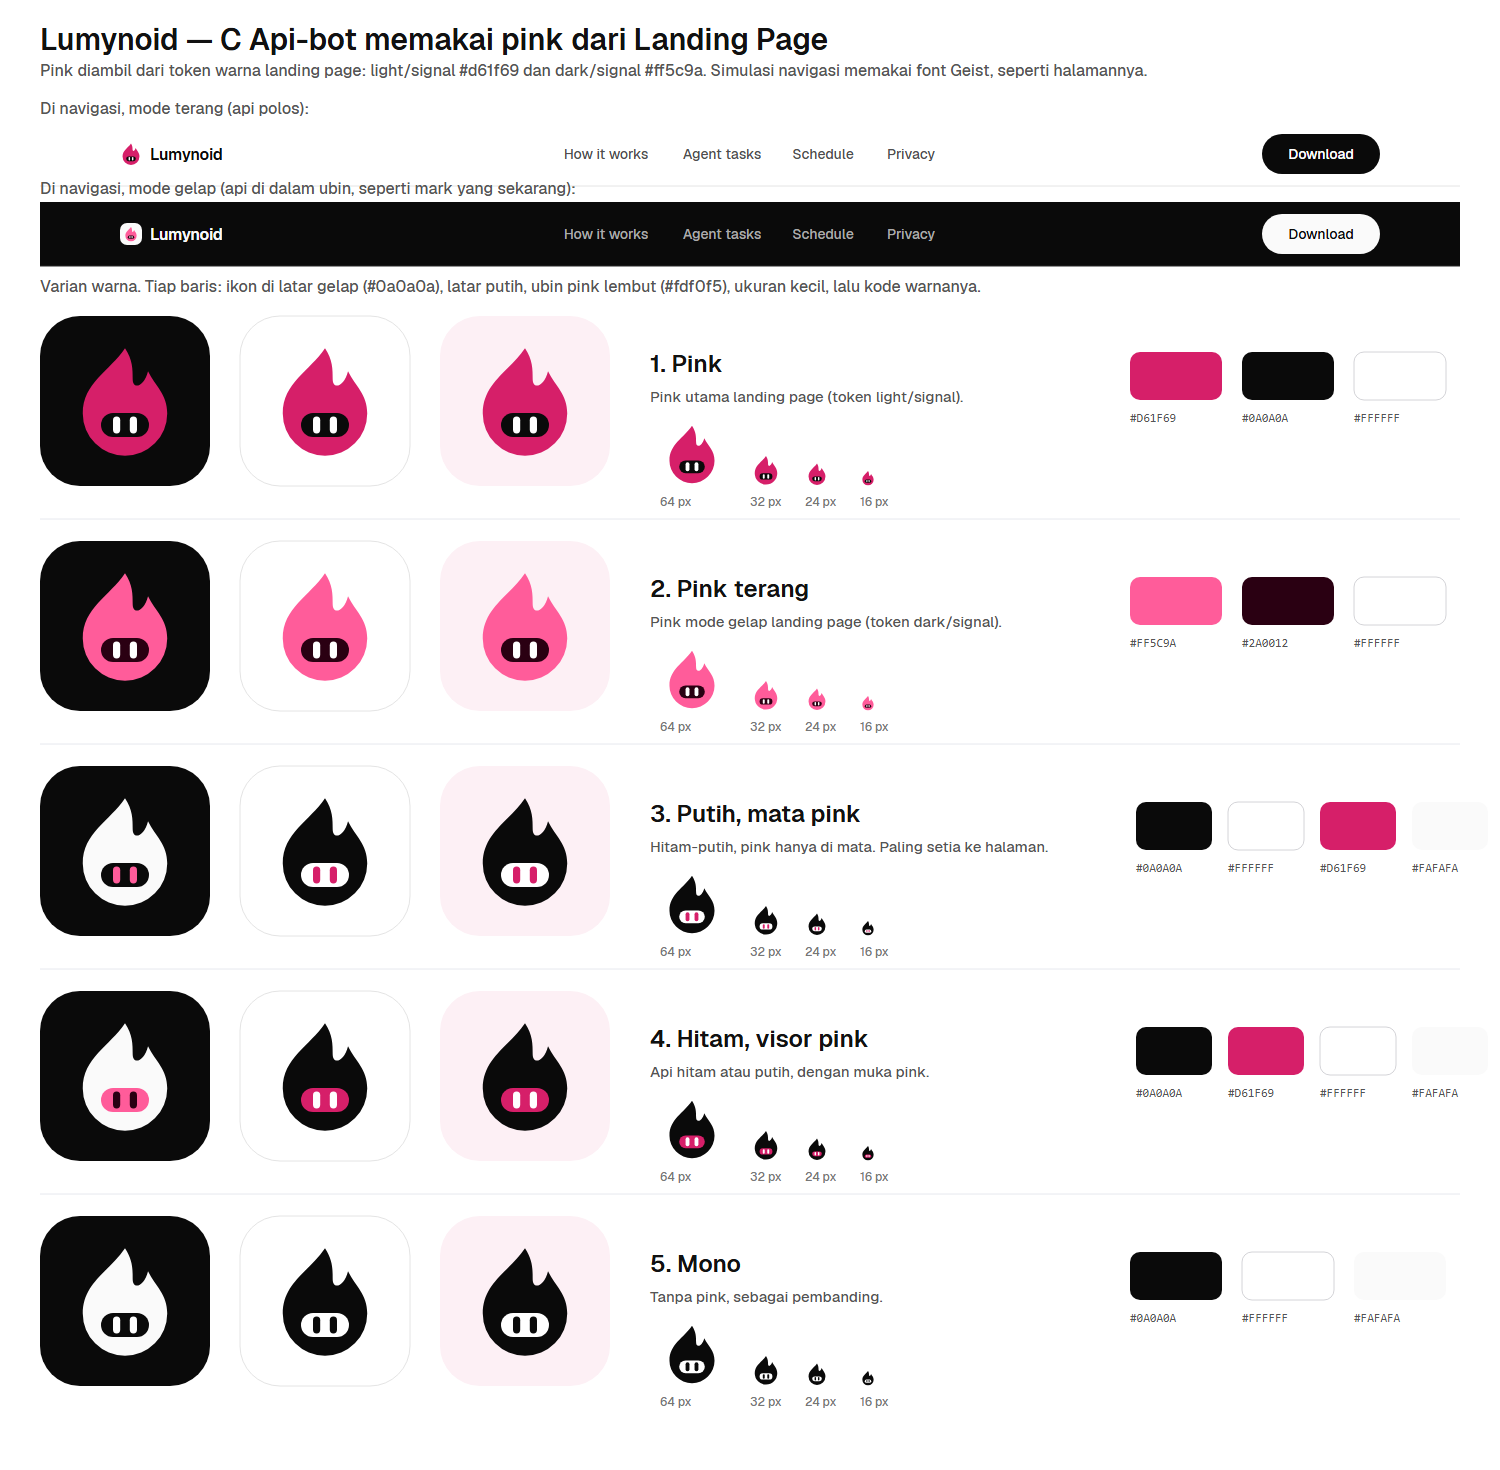 Lumynoid — C Api-bot memakai pink dari Landing Page
Pink diambil dari token warna landing page: light/signal #d61f69 dan dark/signal #ff5c9a. Simulasi navigasi memakai font Geist, seperti halamannya.
Di navigasi, mode terang (api polos):
Lumynoid How it works Agent tasks Schedule Privacy Download
Di navigasi, mode gelap (api di dalam ubin, seperti mark yang sekarang):
Lumynoid How it works Agent tasks Schedule Privacy Download
Varian warna. Tiap baris: ikon di latar gelap (#0a0a0a), latar putih, ubin pink lembut (#fdf0f5), ukuran kecil, lalu kode warnanya.
1. Pink
Pink utama landing page (token light/signal).
#D61F69 #0A0A0A #FFFFFF
64 px 32 px 24 px 16 px
2. Pink terang
Pink mode gelap landing page (token dark/signal).
#FF5C9A #2A0012 #FFFFFF
64 px 32 px 24 px 16 px
3. Putih, mata pink
Hitam-putih, pink hanya di mata. Paling setia ke halaman.
#0A0A0A #FFFFFF #D61F69 #FAFAFA
64 px 32 px 24 px 16 px
4. Hitam, visor pink
Api hitam atau putih, dengan muka pink.
#0A0A0A #D61F69 #FFFFFF #FAFAFA
64 px 32 px 24 px 16 px
5. Mono
Tanpa pink, sebagai pembanding.
#0A0A0A #FFFFFF #FAFAFA
64 px 32 px 24 px 16 px